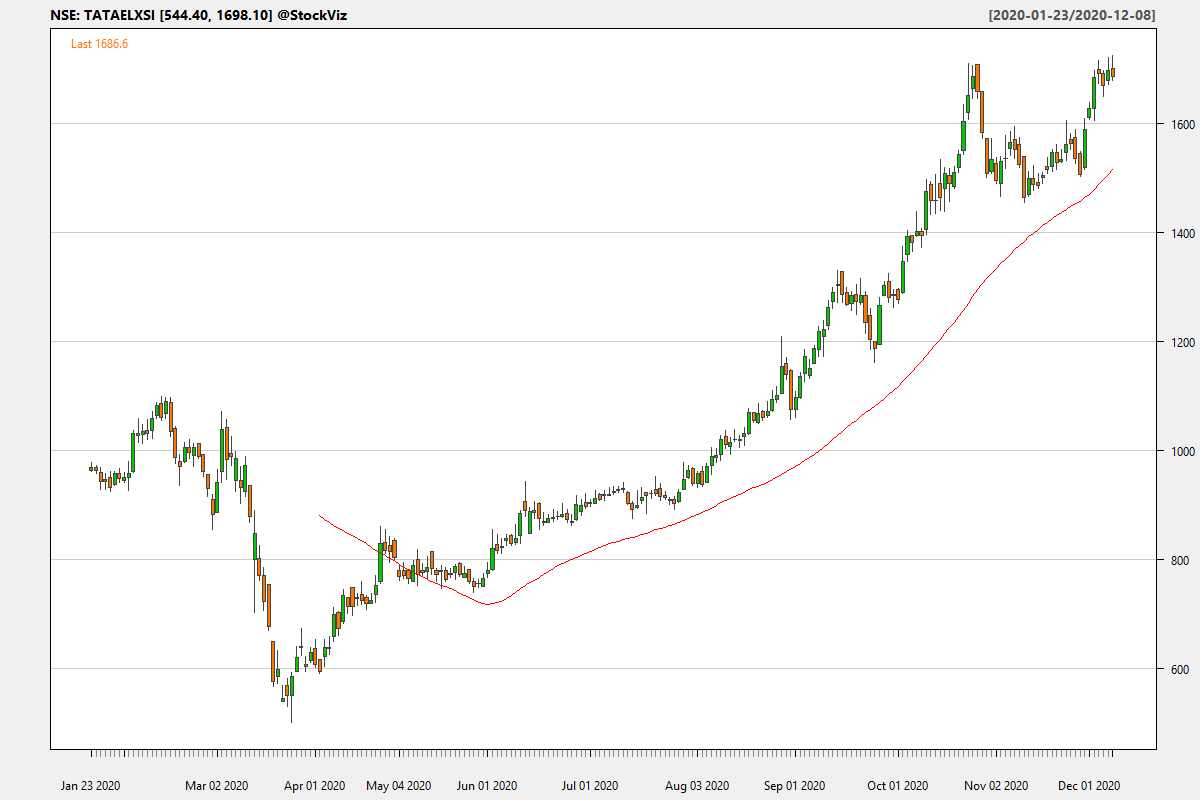 NSE: TATAELXSI [544.40, 1698.10] @StockViz
[2020-01-23/2020-12-08]
Last 1686.6
1600
1400
1200
1000
800
600
Jan 23 2020 Mar 02 2020 Apr 01 2020 May 04 2020 Jun 01 2020 Jul 01 2020 Aug 03 2020 Sep 01 2020 Oct 01 2020 Nov 02 2020 Dec 01 2020